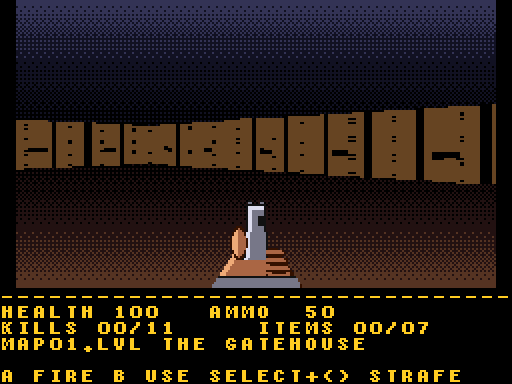 HEALTH 100 AMMO 50
KILLS 00/11 ITEMS 00/07
MAP01.LVL THE GATEHOUSE
A FIRE B USE SELECT+<> STRAFE